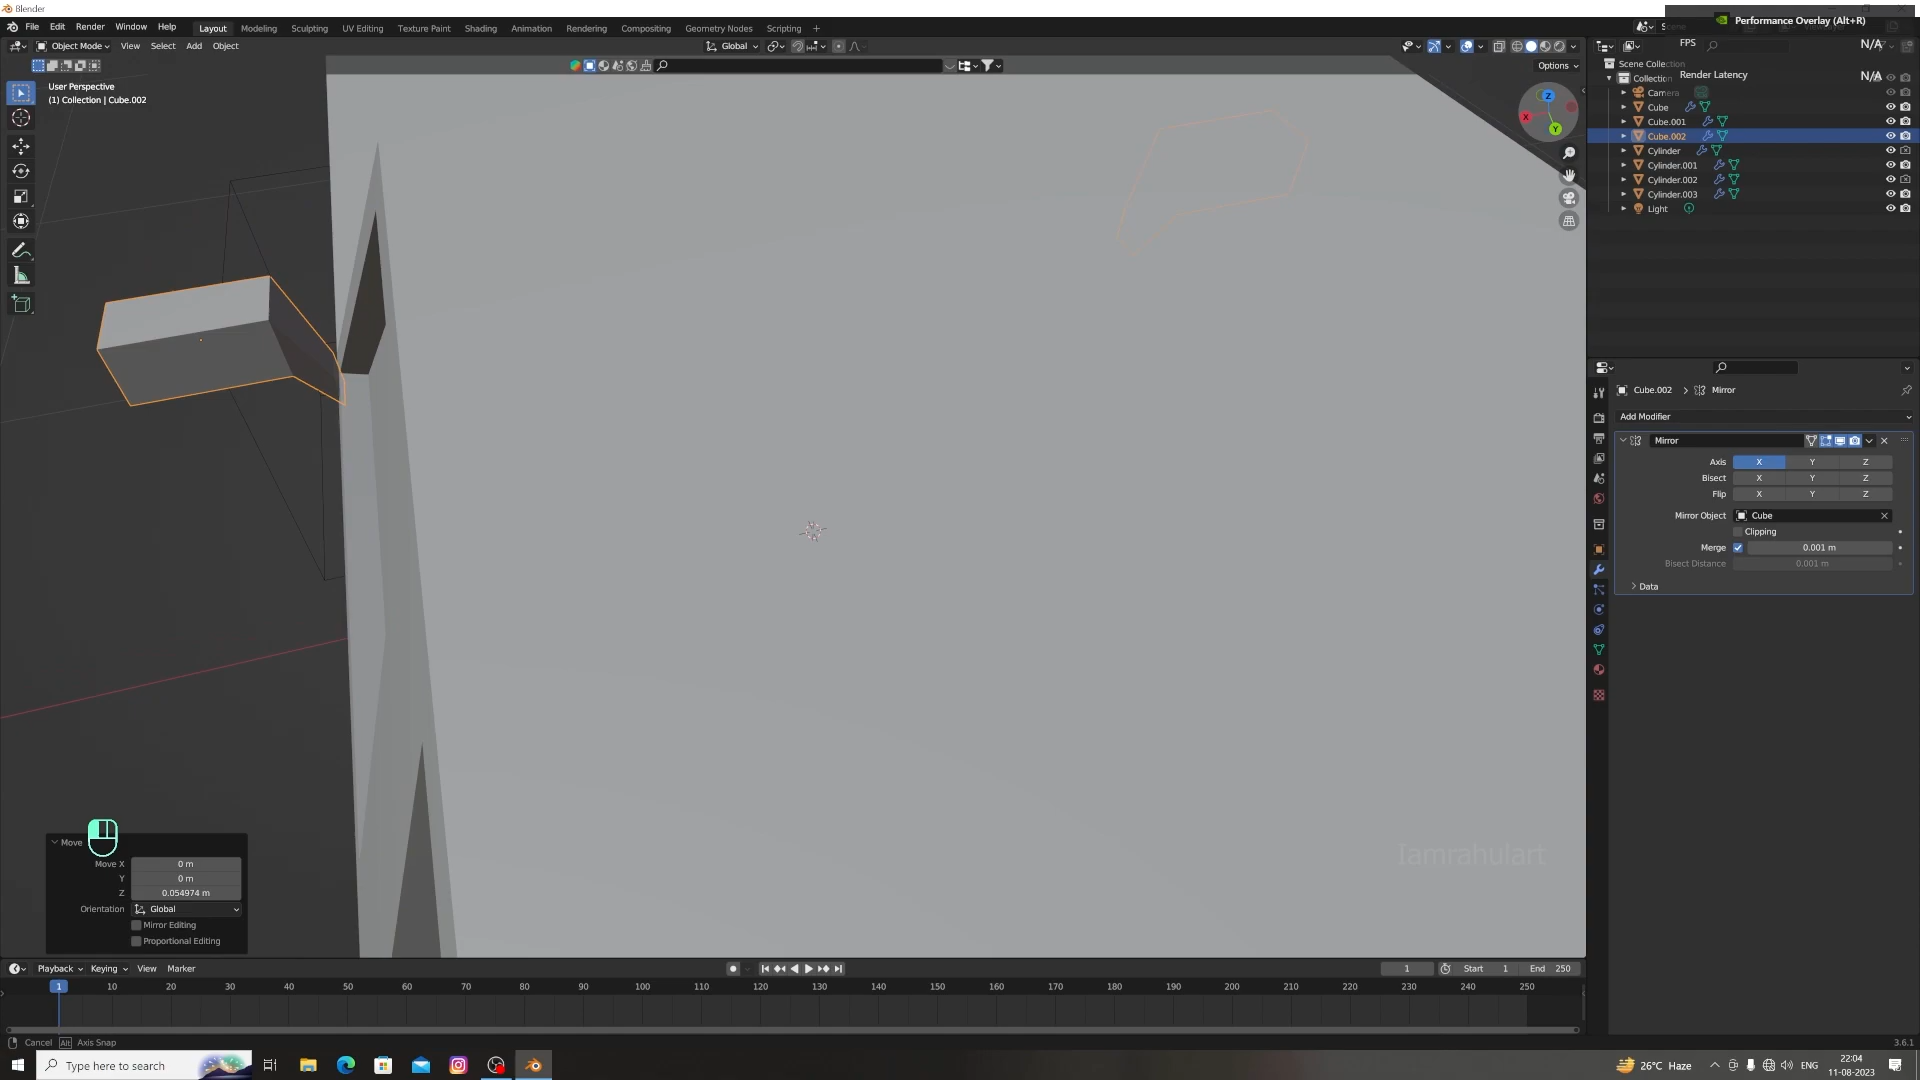 Blender
Performance Overlay (Alt+R)
File Edit Render Window Help
Layout Modeling Sculpting UV Editing Texture Paint Shading Animation Rendering Compositing Geometry Nodes Scripting +
FPS N/A
Object Mode View Select Add Object
Global
Options
User Perspective
(1) Collection | Cube.002
Scene Collection
Collection
Render Latency N/A
Camera
Cube
Cube.001
Cube.002
Cylinder
Cylinder.001
Cylinder.002
Cylinder.003
Light
Z
X
Y
Cube.002 > Mirror
Add Modifier
Mirror
Axis X Y Z
Bisect X Y Z
Flip X Y Z
Mirror Object Cube
Clipping
Merge 0.001 m
Bisect Distance 0.001 m
Data
Move
Move X 0 m
Y 0 m
Z 0.054974 m
Orientation Global
Mirror Editing
Proportional Editing
Iamrahulart
Playback Keying View Marker
1 Start 1 End 250
1 10 20 30 40 50 60 70 80 90 100 110 120 130 140 150 160 170 180 190 200 210 220 230 240 250
Cancel Alt Axis Snap
3.6.1
Type here to search
26°C Haze
ENG
22:04
11-08-2023